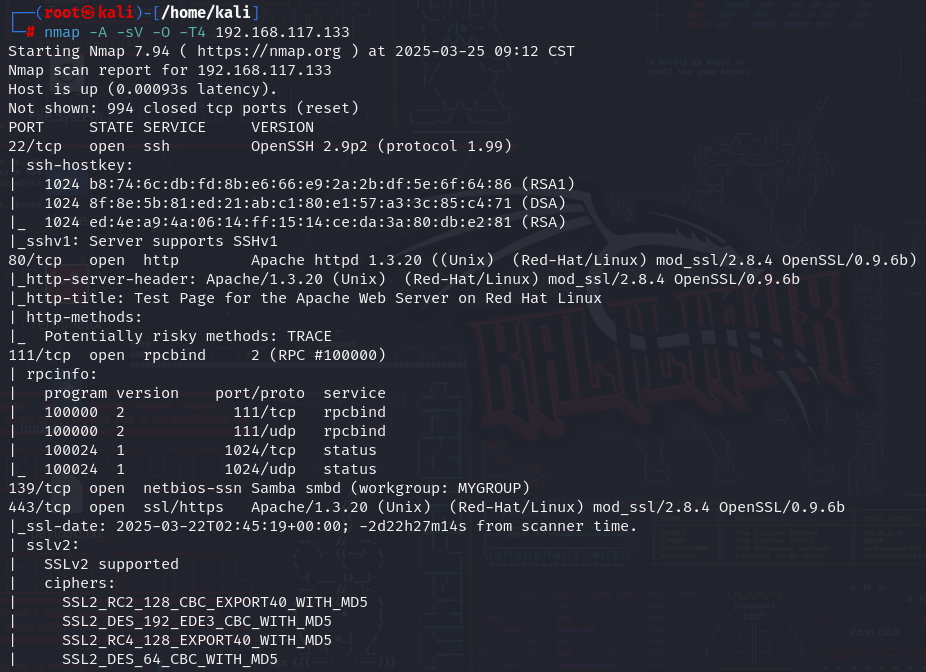 ┌──(root㉿kali)-[/home/kali]
└─# nmap -A -sV -O -T4 192.168.117.133
Starting Nmap 7.94 ( https://nmap.org ) at 2025-03-25 09:12 CST
Nmap scan report for 192.168.117.133
Host is up (0.00093s latency).
Not shown: 994 closed tcp ports (reset)
PORT     STATE SERVICE     VERSION
22/tcp   open  ssh         OpenSSH 2.9p2 (protocol 1.99)
| ssh-hostkey:
|   1024 b8:74:6c:db:fd:8b:e6:66:e9:2a:2b:df:5e:6f:64:86 (RSA1)
|   1024 8f:8e:5b:81:ed:21:ab:c1:80:e1:57:a3:3c:85:c4:71 (DSA)
|_  1024 ed:4e:a9:4a:06:14:ff:15:14:ce:da:3a:80:db:e2:81 (RSA)
|_sshv1: Server supports SSHv1
80/tcp   open  http        Apache httpd 1.3.20 ((Unix)  (Red-Hat/Linux) mod_ssl/2.8.4 OpenSSL/0.9.6b)
|_http-server-header: Apache/1.3.20 (Unix)  (Red-Hat/Linux) mod_ssl/2.8.4 OpenSSL/0.9.6b
|_http-title: Test Page for the Apache Web Server on Red Hat Linux
| http-methods:
|_  Potentially risky methods: TRACE
111/tcp  open  rpcbind     2 (RPC #100000)
| rpcinfo:
|   program version    port/proto  service
|   100000  2            111/tcp   rpcbind
|   100000  2            111/udp   rpcbind
|   100024  1           1024/tcp   status
|_  100024  1           1024/udp   status
139/tcp  open  netbios-ssn Samba smbd (workgroup: MYGROUP)
443/tcp  open  ssl/https   Apache/1.3.20 (Unix)  (Red-Hat/Linux) mod_ssl/2.8.4 OpenSSL/0.9.6b
|_ssl-date: 2025-03-22T02:45:19+00:00; -2d22h27m14s from scanner time.
| sslv2:
|   SSLv2 supported
|   ciphers:
|     SSL2_RC2_128_CBC_EXPORT40_WITH_MD5
|     SSL2_DES_192_EDE3_CBC_WITH_MD5
|     SSL2_RC4_128_EXPORT40_WITH_MD5
|     SSL2_DES_64_CBC_WITH_MD5
KALI LINUX
PAYLOAD